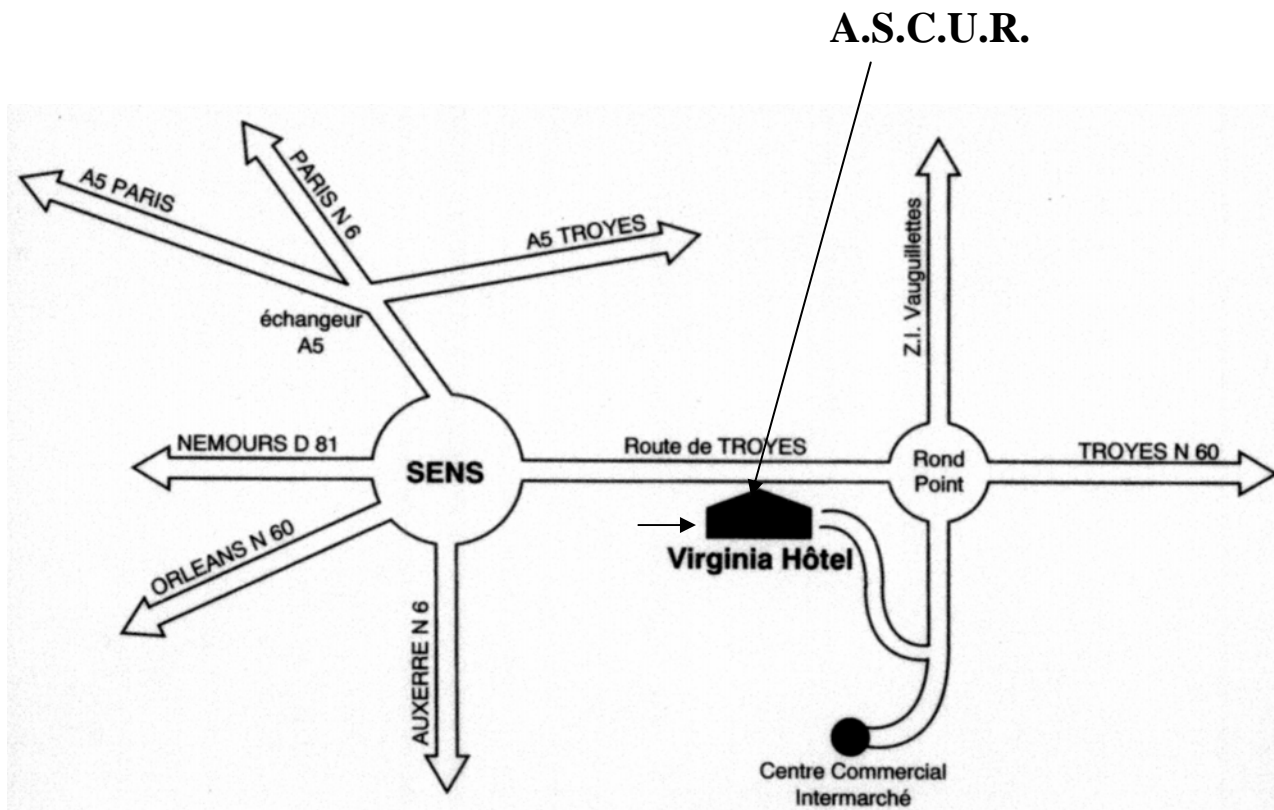 A.S.C.U.R.
A5 PARIS
PARIS N 6
A5 TROYES
échangeur
A5
Z.I. Vauguillettes
NEMOURS D 81
SENS
Route de TROYES
Rond
Point
TROYES N 60
ORLEANS N 60
Virginia Hôtel
AUXERRE N 6
Centre Commercial
Intermarché